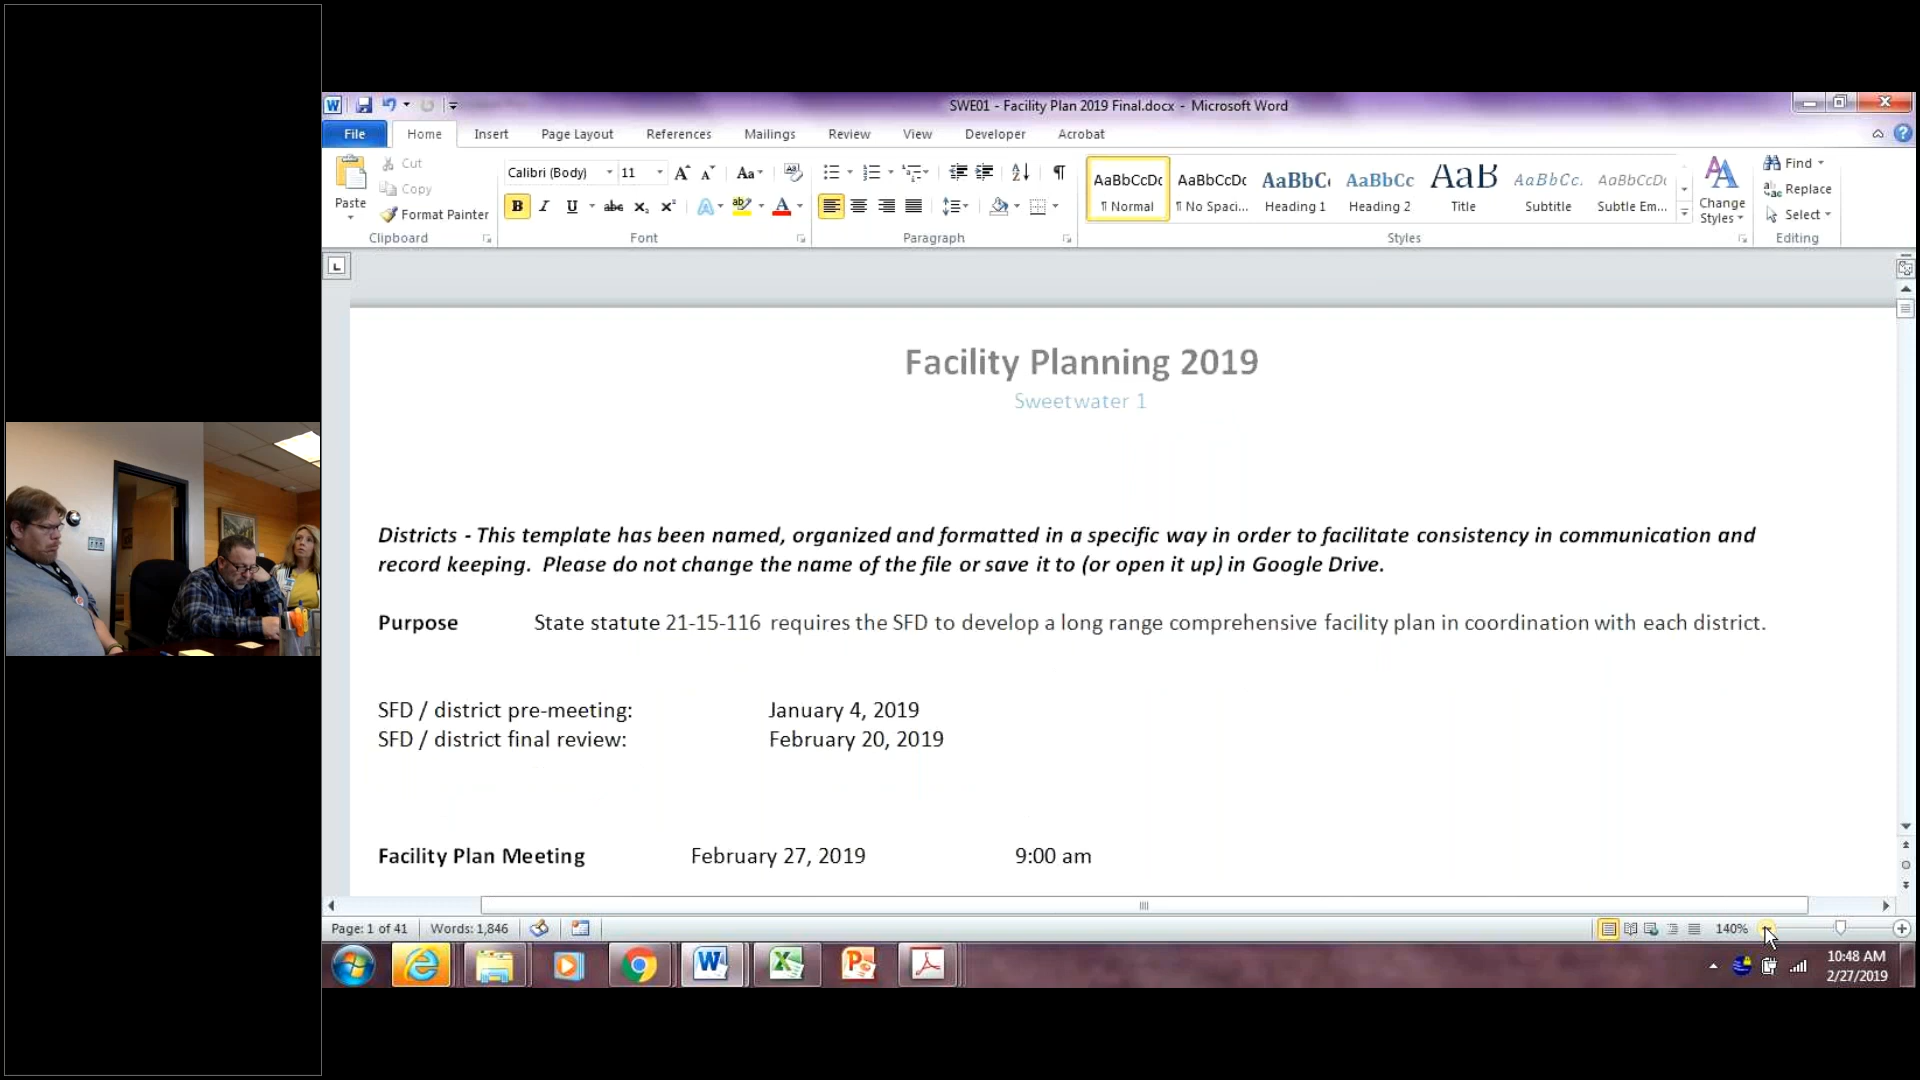 SWE01 - Facility Plan 2019 Final.docx - Microsoft Word
File Home Insert Page Layout References Mailings Review View Developer Acrobat
Cut
Copy
Paste
Format Painter
Clipboard
Calibri (Body) 11
Font
Paragraph
AaBbCcDc AaBbCcDc AaBbC AaBbCc AaB AaBbCc. AaBbCcDc
¶ Normal ¶ No Spaci... Heading 1 Heading 2 Title Subtitle Subtle Em...
Change Styles
Styles
Find
Replace
Select
Editing
Facility Planning 2019
Sweetwater 1
Districts - This template has been named, organized and formatted in a specific way in order to facilitate consistency in communication and
record keeping. Please do not change the name of the file or save it to (or open it up) in Google Drive.
Purpose State statute 21-15-116 requires the SFD to develop a long range comprehensive facility plan in coordination with each district.
SFD / district pre-meeting: January 4, 2019
SFD / district final review: February 20, 2019
Facility Plan Meeting February 27, 2019 9:00 am
Page: 1 of 41 Words: 1,846 140%
10:48 AM
2/27/2019